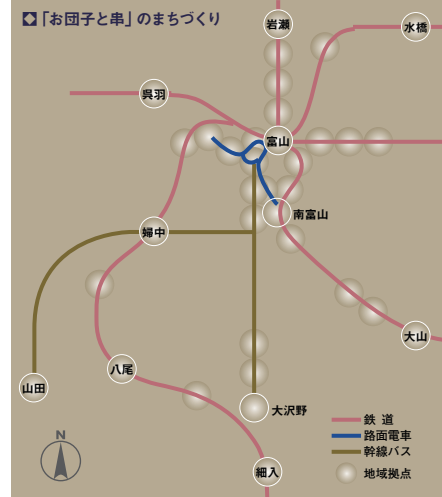 「お団子と串」のまちづくり
岩瀬
水橋
呉羽
富山
南富山
婦中
大山
八尾
山田
大沢野
細入
鉄 道
路面電車
幹線バス
地域拠点
N